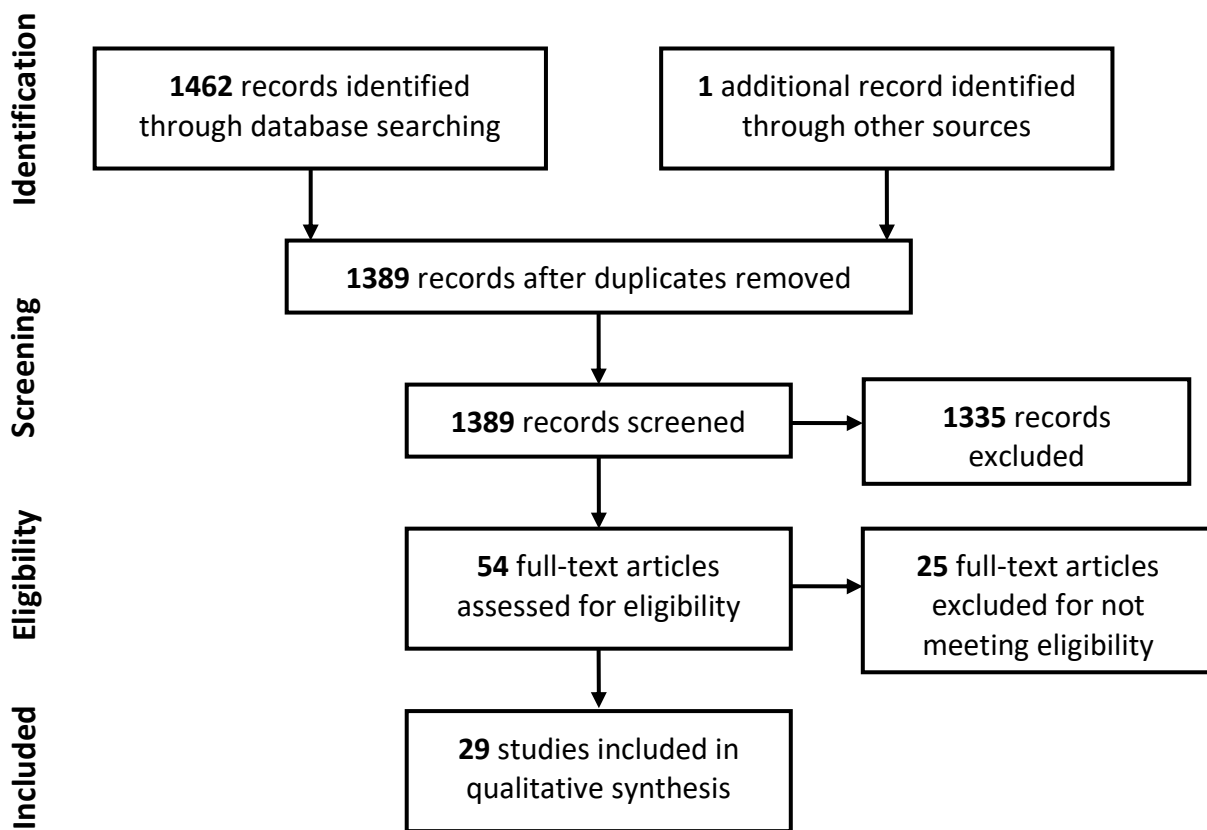 Identification
1462 records identified
through database searching
1 additional record identified
through other sources
1389 records after duplicates removed
Screening
1389 records screened
1335 records
excluded
Eligibility
54 full-text articles
assessed for eligibility
25 full-text articles
excluded for not
meeting eligibility
Included
29 studies included in
qualitative synthesis